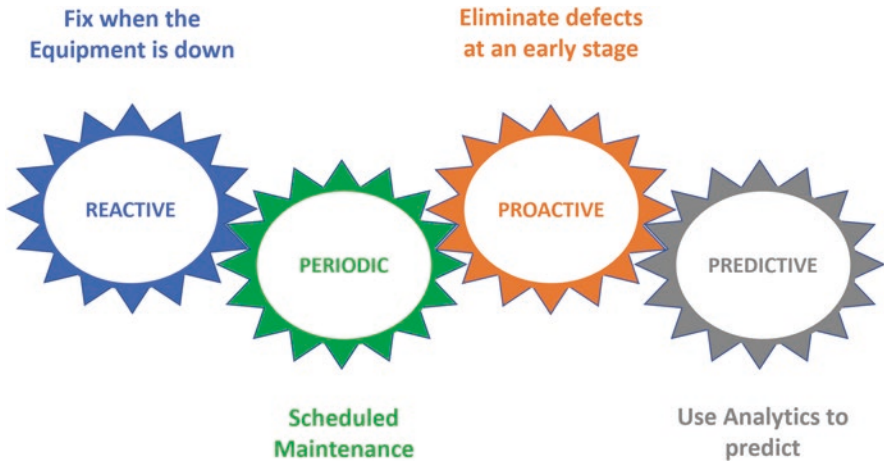 Fix when the
Equipment is down
Eliminate defects
at an early stage
REACTIVE
PROACTIVE
PERIODIC
PREDICTIVE
Scheduled
Maintenance
Use Analytics to
predict